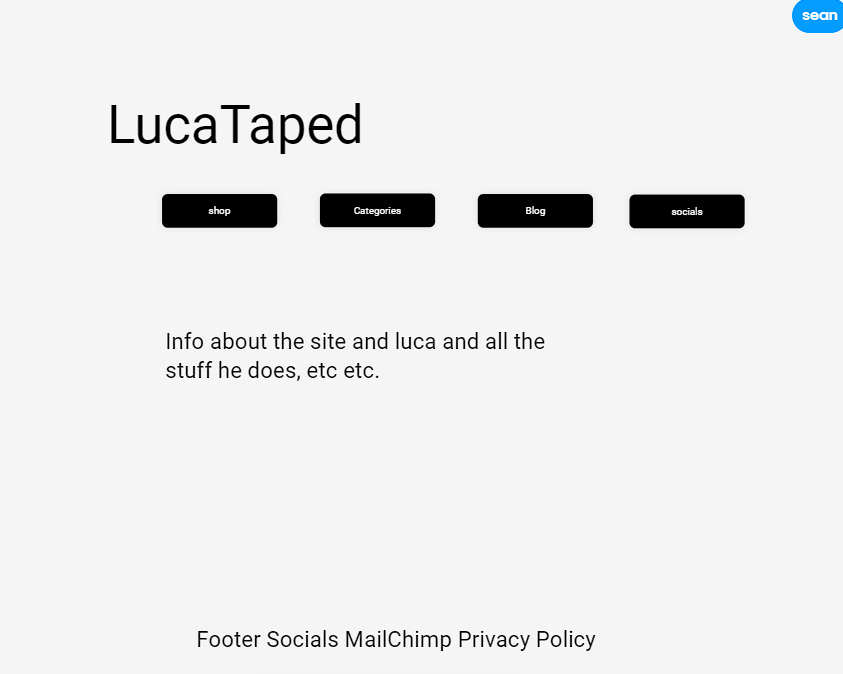 sean
LucaTaped
shop Categories Blog socials
Info about the site and luca and all the
stuff he does, etc etc.
Footer Socials MailChimp Privacy Policy